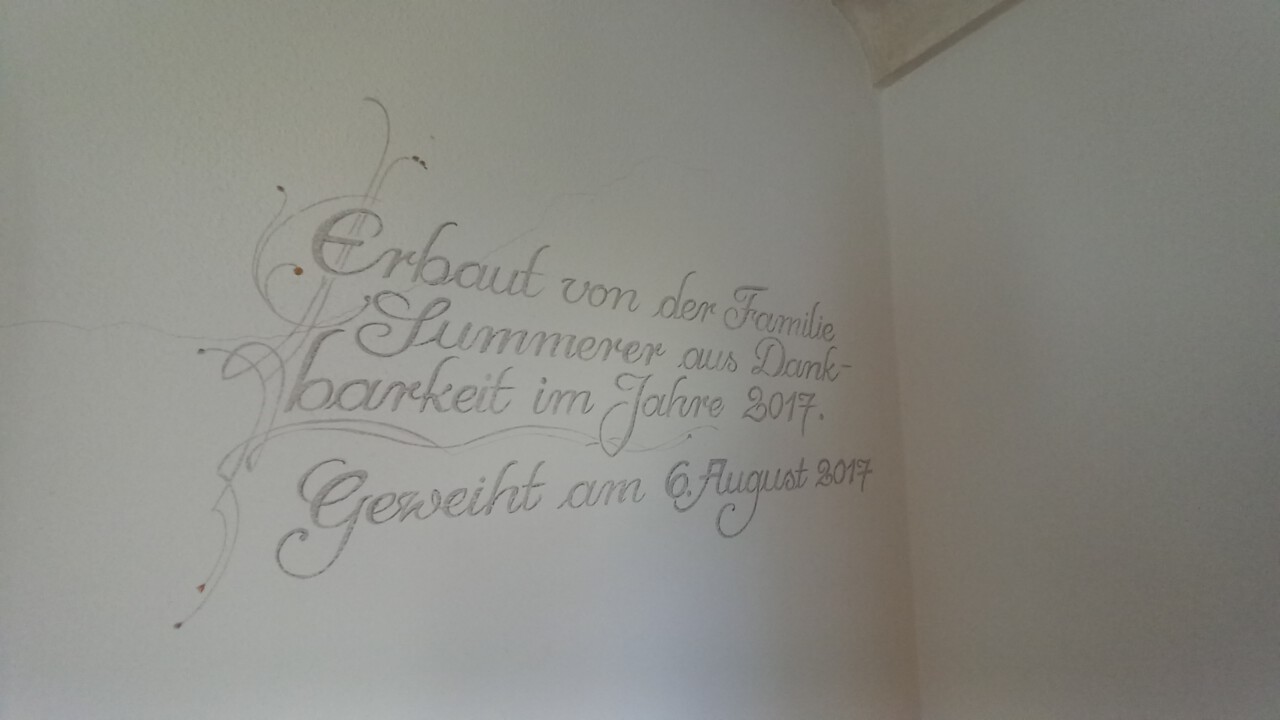 Erbaut von der Familie
Summerer aus Dank-
barkeit im Jahre 2017.
Geweiht am 6. August 2017